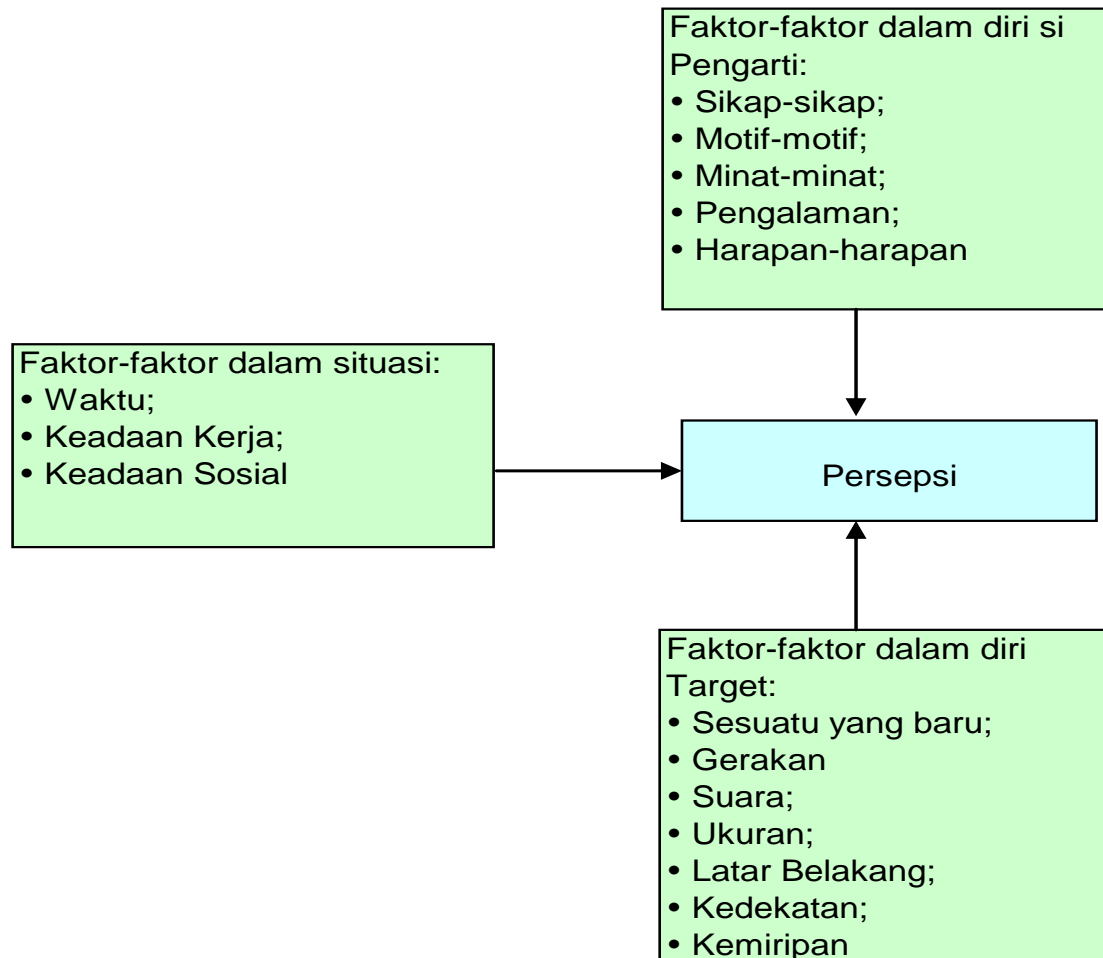 Faktor-faktor dalam diri si
Pengarti:
• Sikap-sikap;
• Motif-motif;
• Minat-minat;
• Pengalaman;
• Harapan-harapan
Faktor-faktor dalam situasi:
• Waktu;
• Keadaan Kerja;
• Keadaan Sosial
Persepsi
Faktor-faktor dalam diri
Target:
• Sesuatu yang baru;
• Gerakan
• Suara;
• Ukuran;
• Latar Belakang;
• Kedekatan;
• Kemiripan